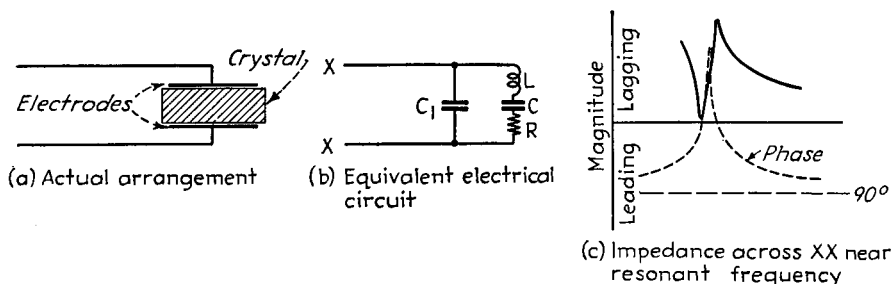 Crystal
Electrodes
(a) Actual arrangement
X
X
C1
L
C
R
(b) Equivalent electrical
circuit
Magnitude
Leading
Lagging
Phase
90°
(c) Impedance across XX near
resonant frequency